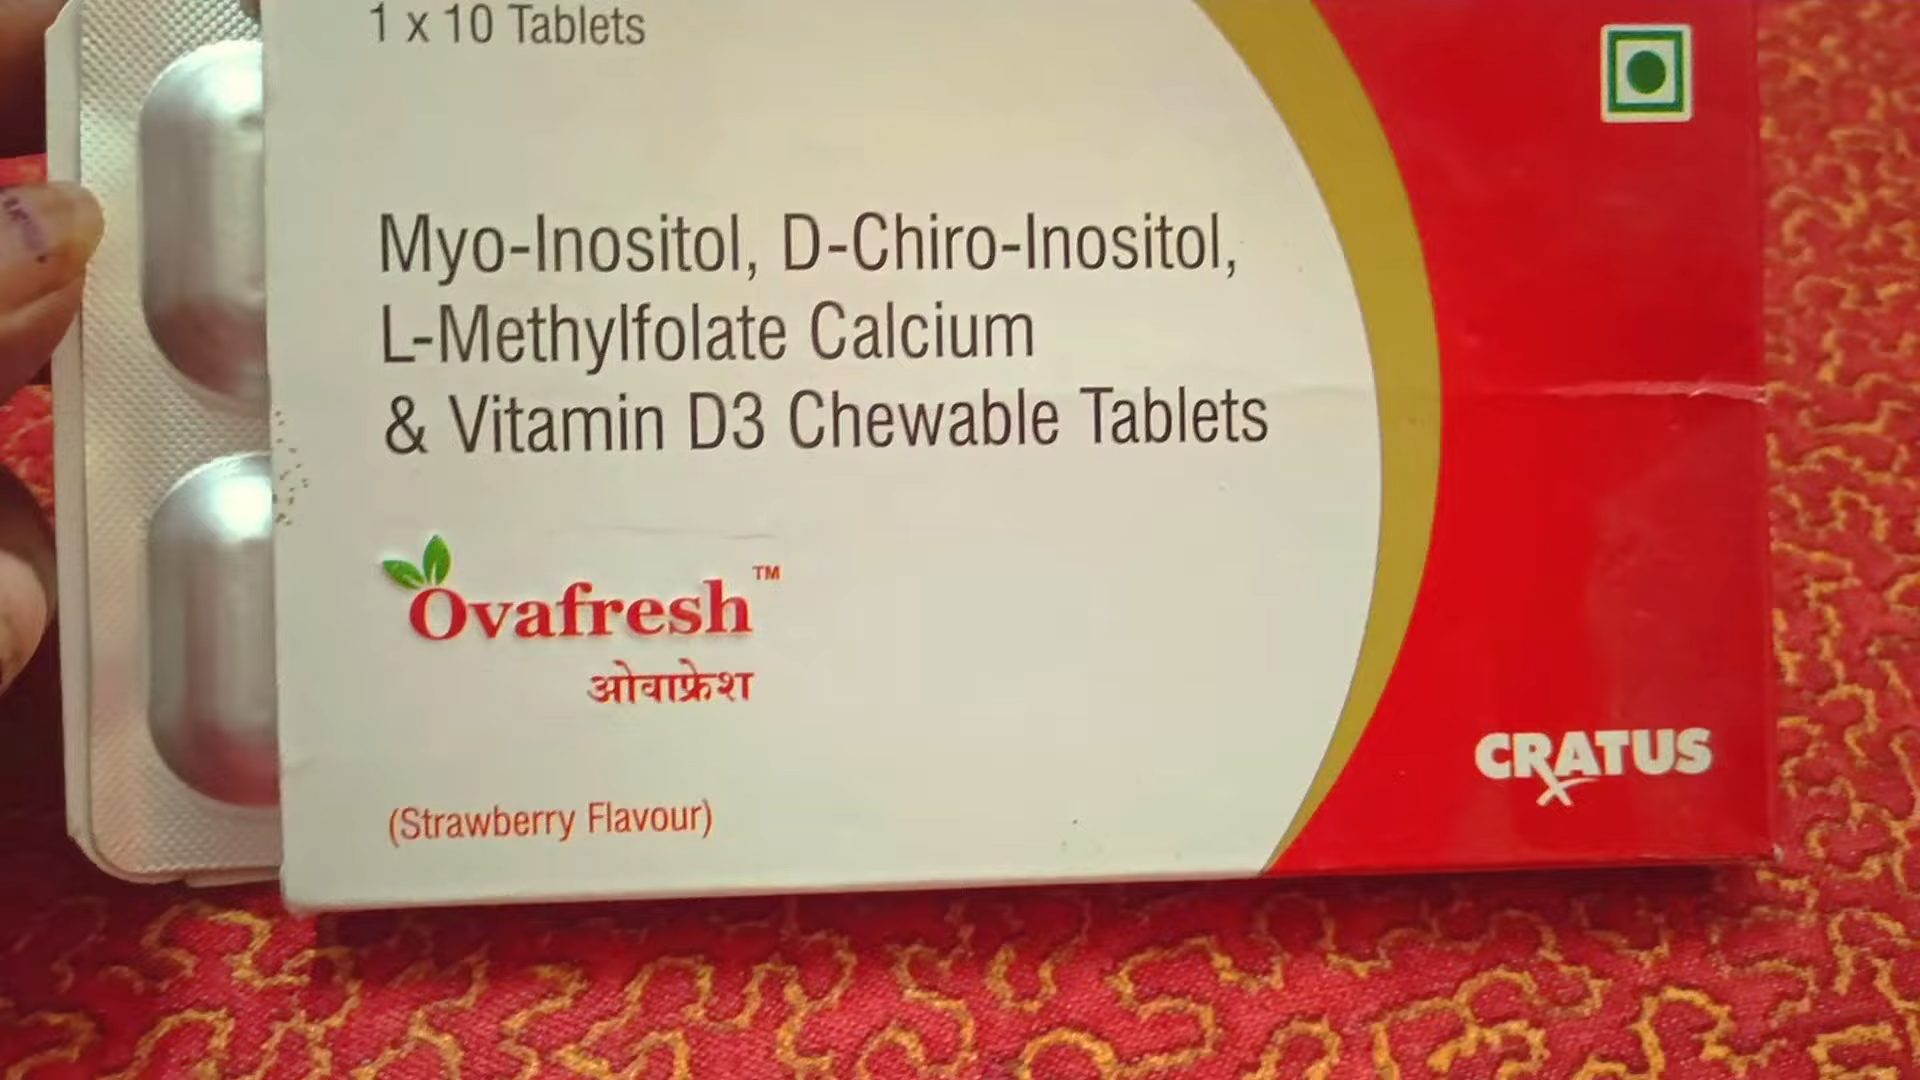 1 x 10 Tablets
Myo-Inositol, D-Chiro-Inositol,
L-Methylfolate Calcium
& Vitamin D3 Chewable Tablets
Ovafresh™
ओवाफ्रेश
(Strawberry Flavour)
CRATUS